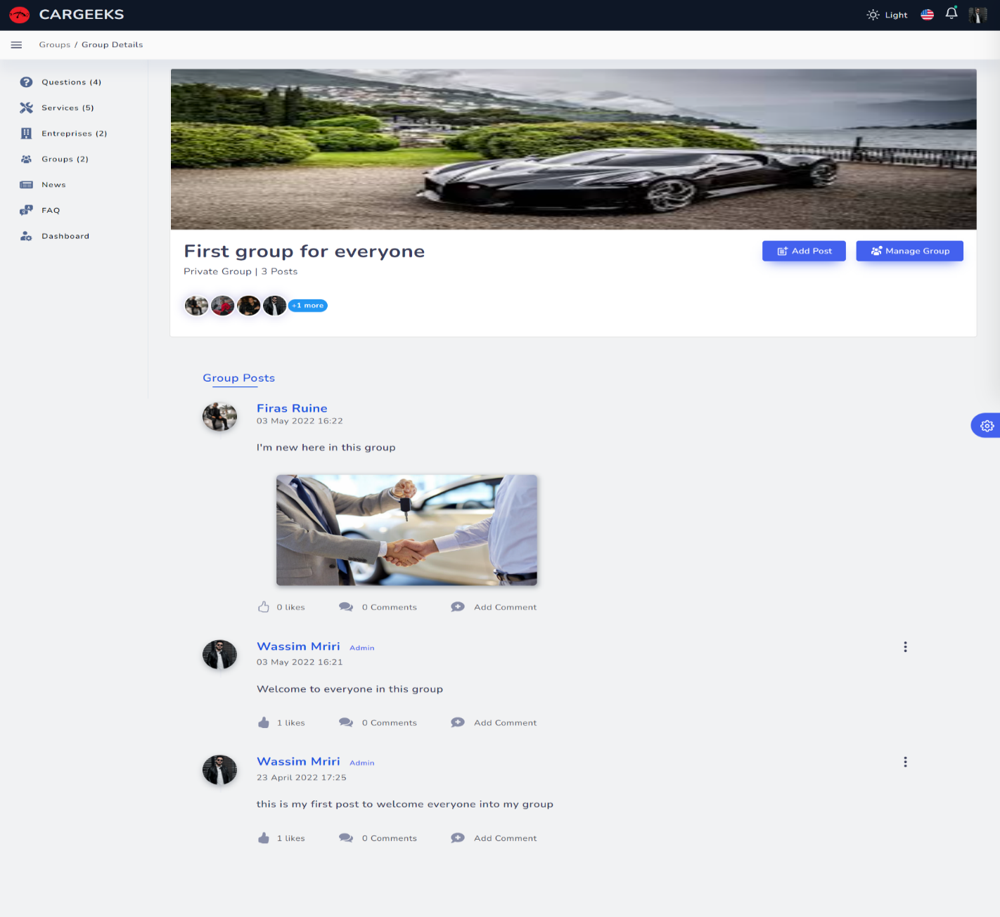 CARGEEKS
Light
Groups / Group Details
Questions (4)
Services (5)
Entreprises (2)
Groups (2)
News
FAQ
Dashboard
First group for everyone
Private Group | 3 Posts
Add Post
Manage Group
+1 more
Group Posts
Firas Ruine
03 May 2022 16:22
I'm new here in this group
0 likes
0 Comments
Add Comment
Wassim Mriri Admin
03 May 2022 16:21
Welcome to everyone in this group
1 likes
0 Comments
Add Comment
Wassim Mriri Admin
23 April 2022 17:25
this is my first post to welcome everyone into my group
1 likes
0 Comments
Add Comment